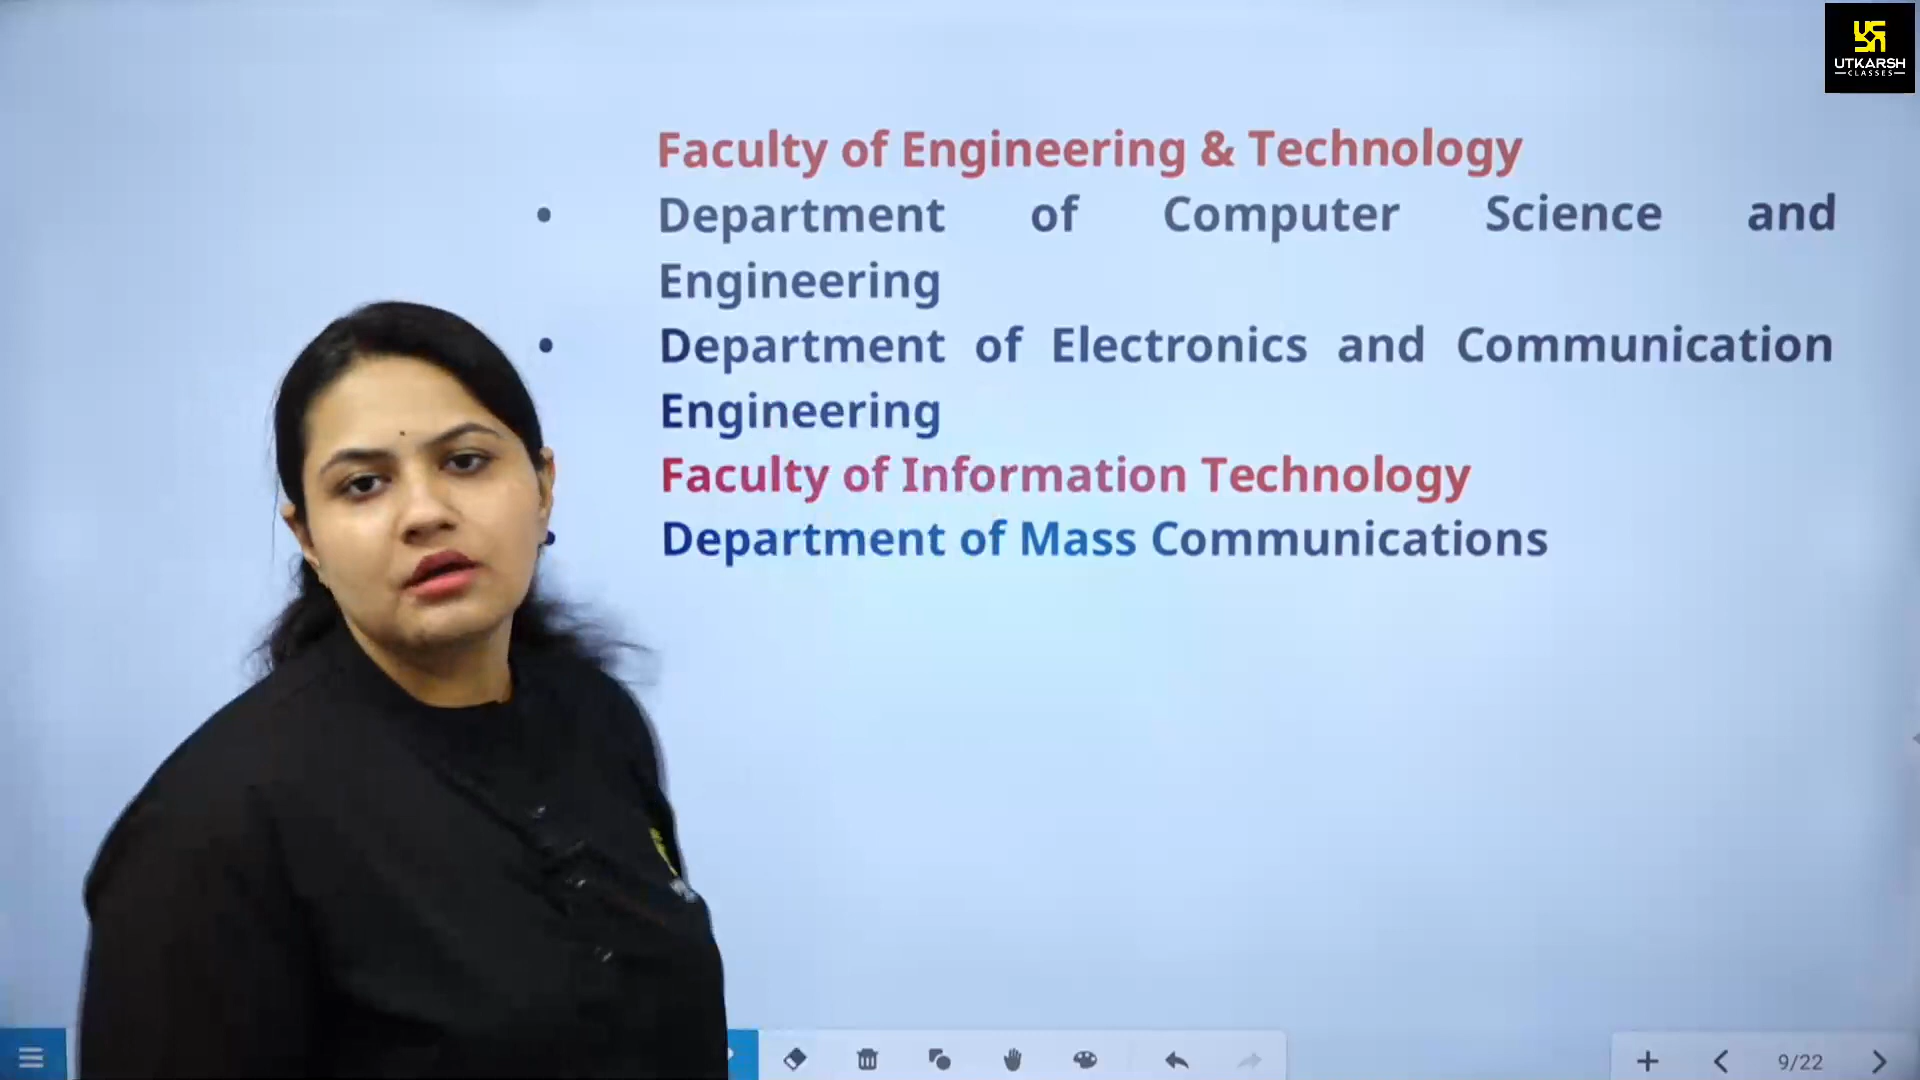 UTKARSH
CLASSES
Faculty of Engineering & Technology
• Department of Computer Science and
Engineering
• Department of Electronics and Communication
Engineering
Faculty of Information Technology
• Department of Mass Communications
9/22